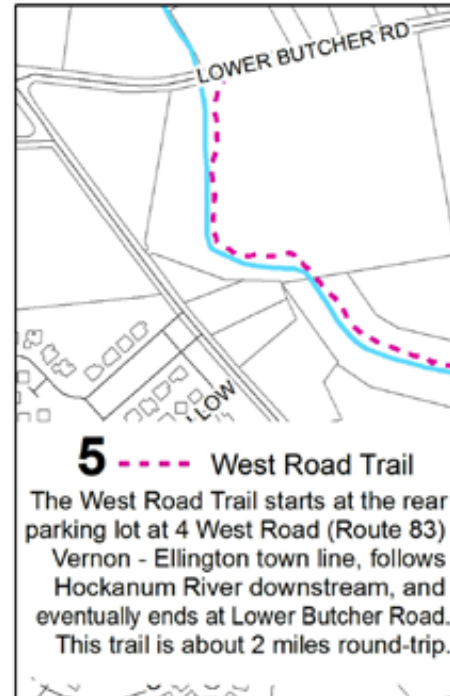 LOWER BUTCHER RD
LOW
5 West Road Trail
The West Road Trail starts at the rear
parking lot at 4 West Road (Route 83)
Vernon - Ellington town line, follows
Hockanum River downstream, and
eventually ends at Lower Butcher Road.
This trail is about 2 miles round-trip.